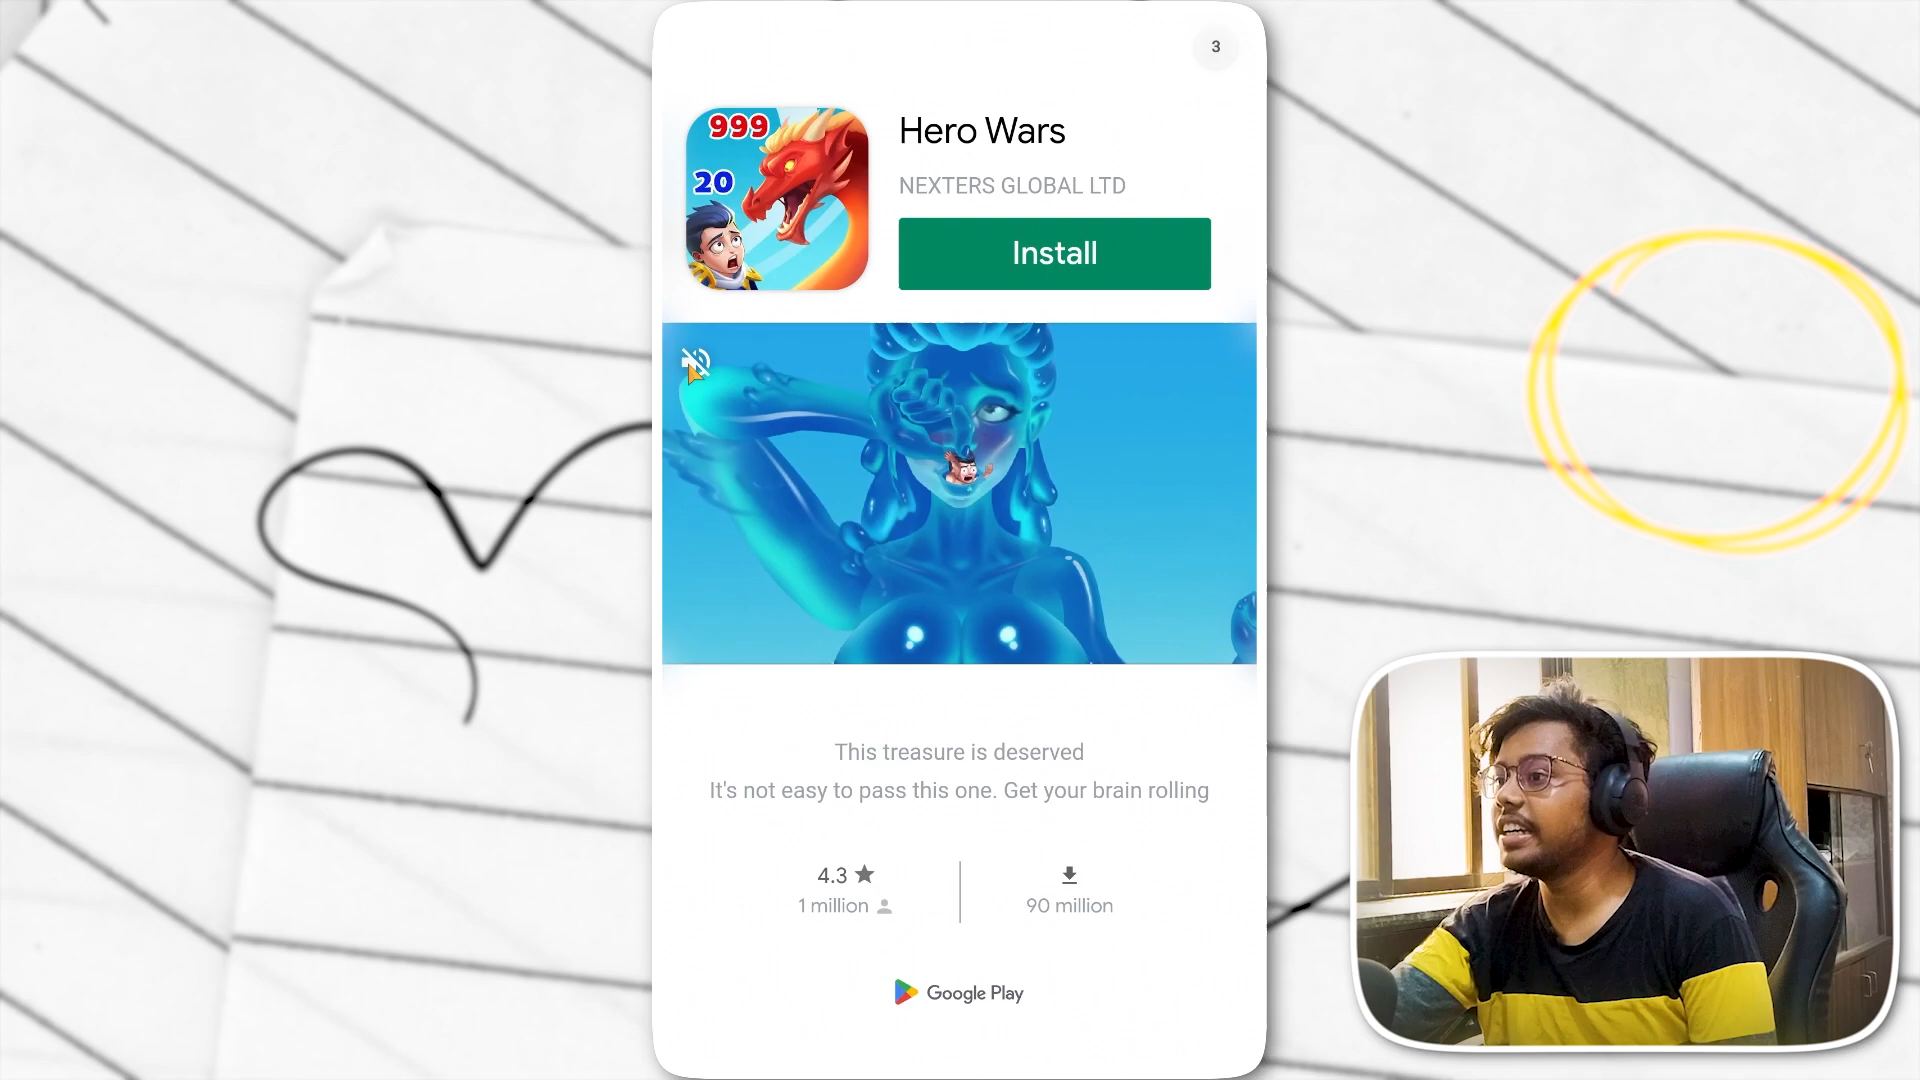 3
999
20
Hero Wars
NEXTERS GLOBAL LTD
Install
This treasure is deserved
It's not easy to pass this one. Get your brain rolling
4.3
1 million
90 million
Google Play